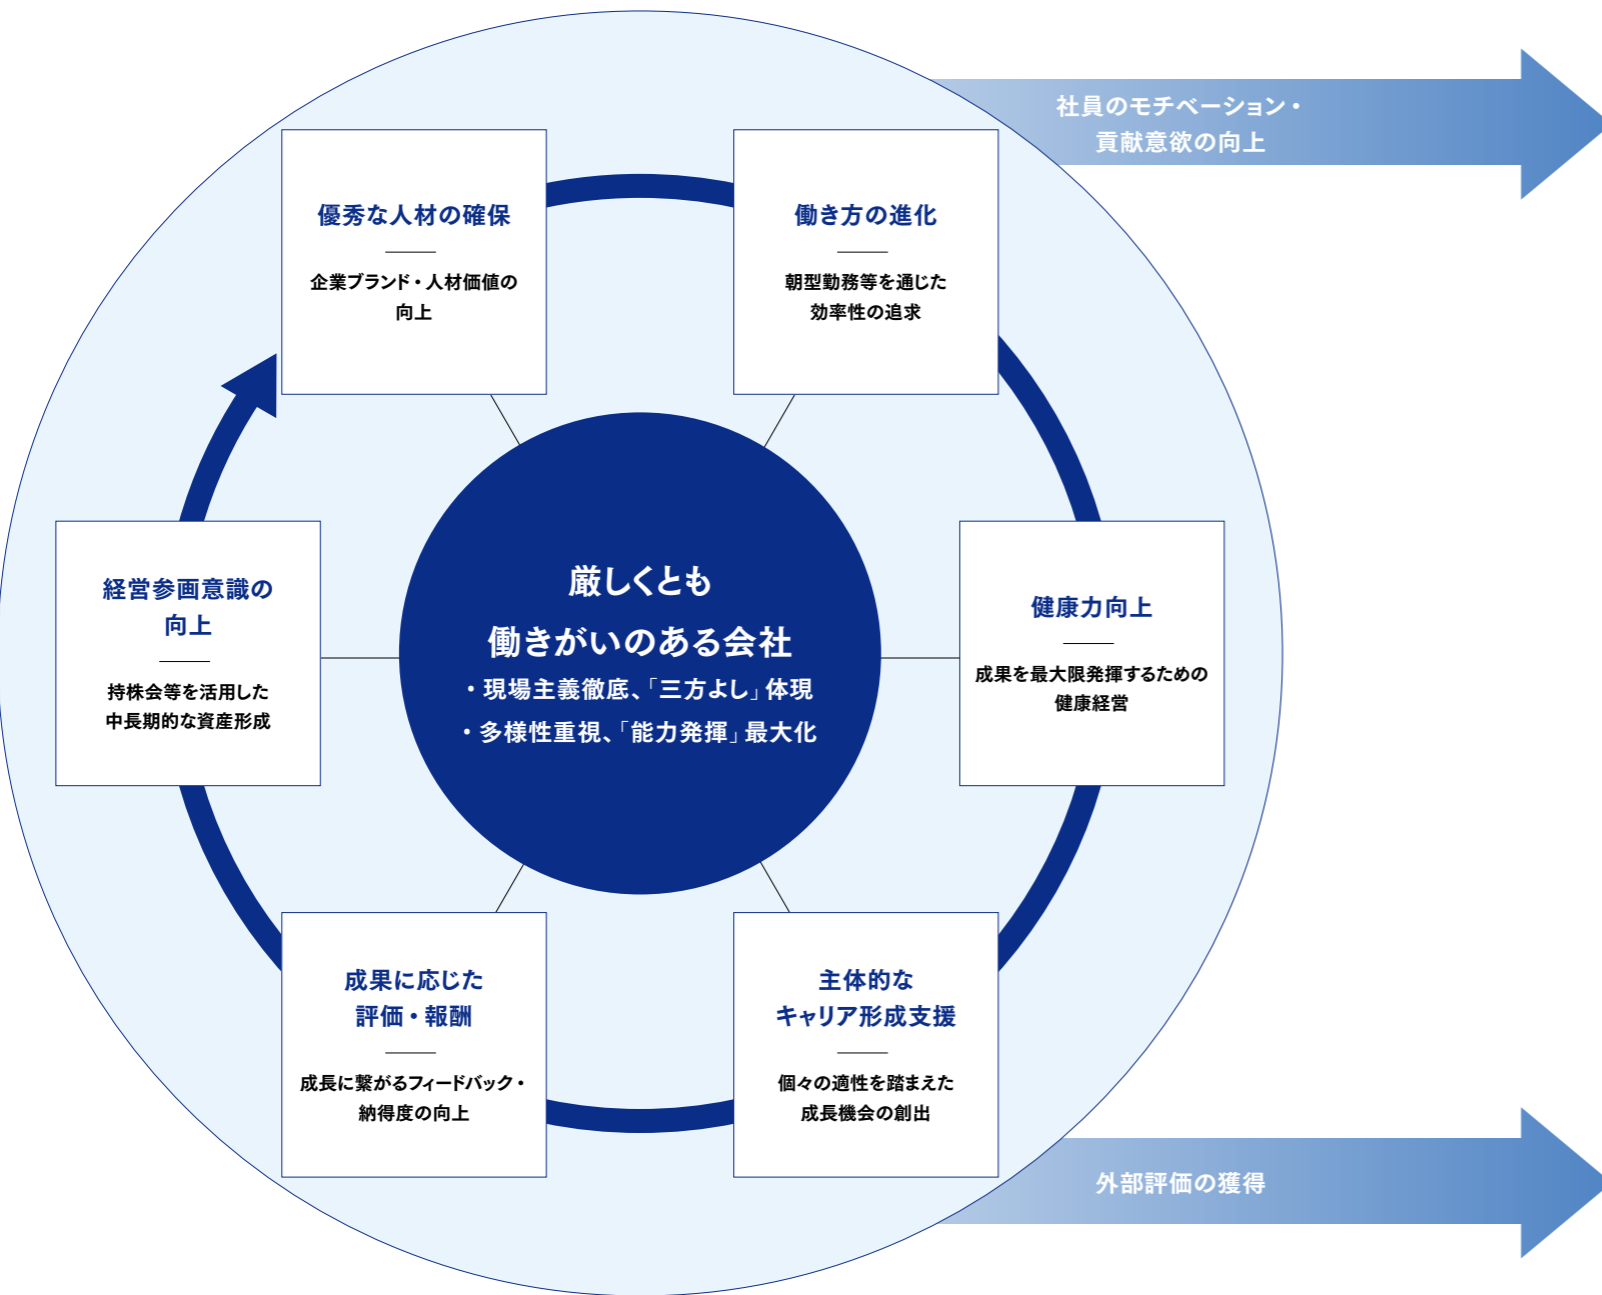 社員のモチベーション・
貢献意欲の向上
優秀な人材の確保
企業ブランド・人材価値の
向上
働き方の進化
朝型勤務等を通じた
効率性の追求
経営参画意識の
向上
持株会等を活用した
中長期的な資産形成
厳しくとも
働きがいのある会社
・現場主義徹底、「三方よし」体現
・多様性重視、「能力発揮」最大化
健康力向上
成果を最大限発揮するための
健康経営
成果に応じた
評価・報酬
成長に繋がるフィードバック・
納得度の向上
主体的な
キャリア形成支援
個々の適性を踏まえた
成長機会の創出
外部評価の獲得